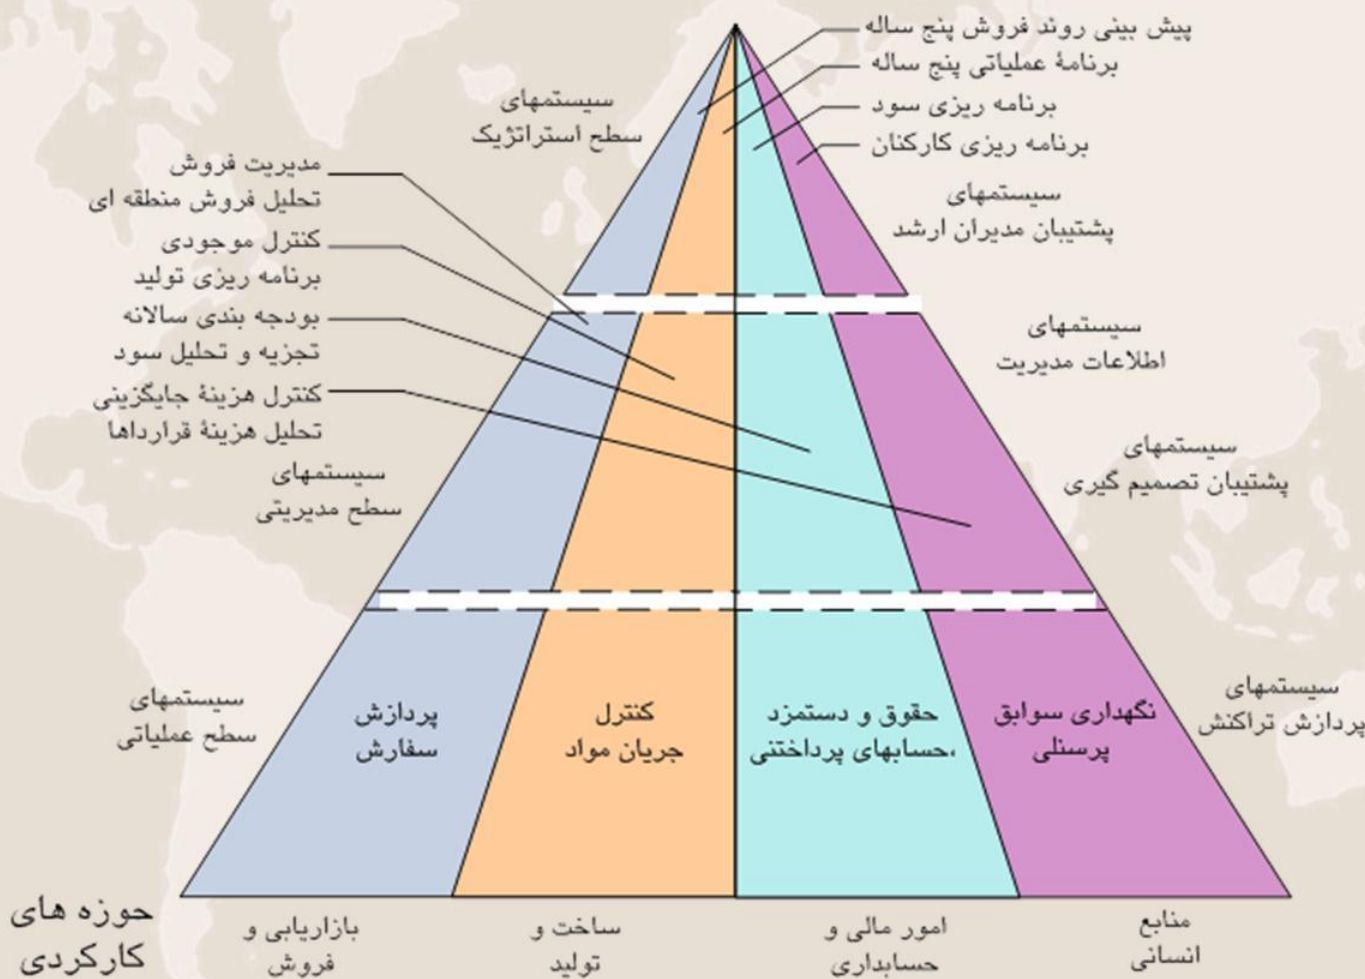 پیش بینی روند فروش پنج ساله
برنامهٔ عملیاتی پنج ساله
برنامه ریزی سود
برنامه ریزی کارکنان
سیستمهای
سطح استراتژیک
سیستمهای
پشتیبان مدیران ارشد
مدیریت فروش
تحلیل فروش منطقه ای
کنترل موجودی
برنامه ریزی تولید
بودجه بندی سالانه
تجزیه و تحلیل سود
کنترل هزینهٔ جایگزینی
تحلیل هزینهٔ قرارداها
سیستمهای
اطلاعات مدیریت
سیستمهای
سطح مدیریتی
سیستمهای
پشتیبان تصمیم گیری
سیستمهای
پردازش تراکنش
نگهداری سوابق
پرسنلی
حقوق و دستمزد
،حسابهای پرداختنی
کنترل
جریان مواد
پردازش
سفارش
سیستمهای
سطح عملیاتی
منابع
انسانی
امور مالی و
حسابداری
ساخت و
تولید
بازاریابی و
فروش
حوزه های
کارکردی